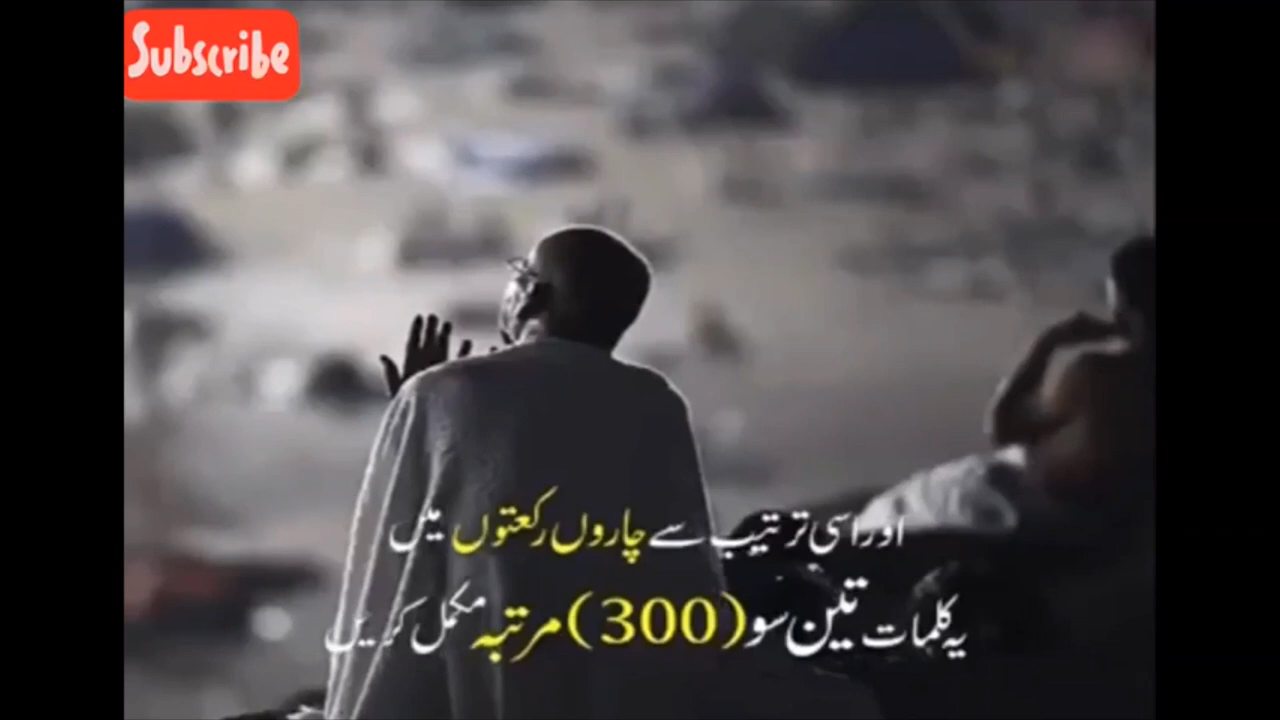 Subscribe
اور اسی ترتیب سے چاروں رکعتوں میں
یہ کلمات تین سو (300) مرتبہ مکمل کریں